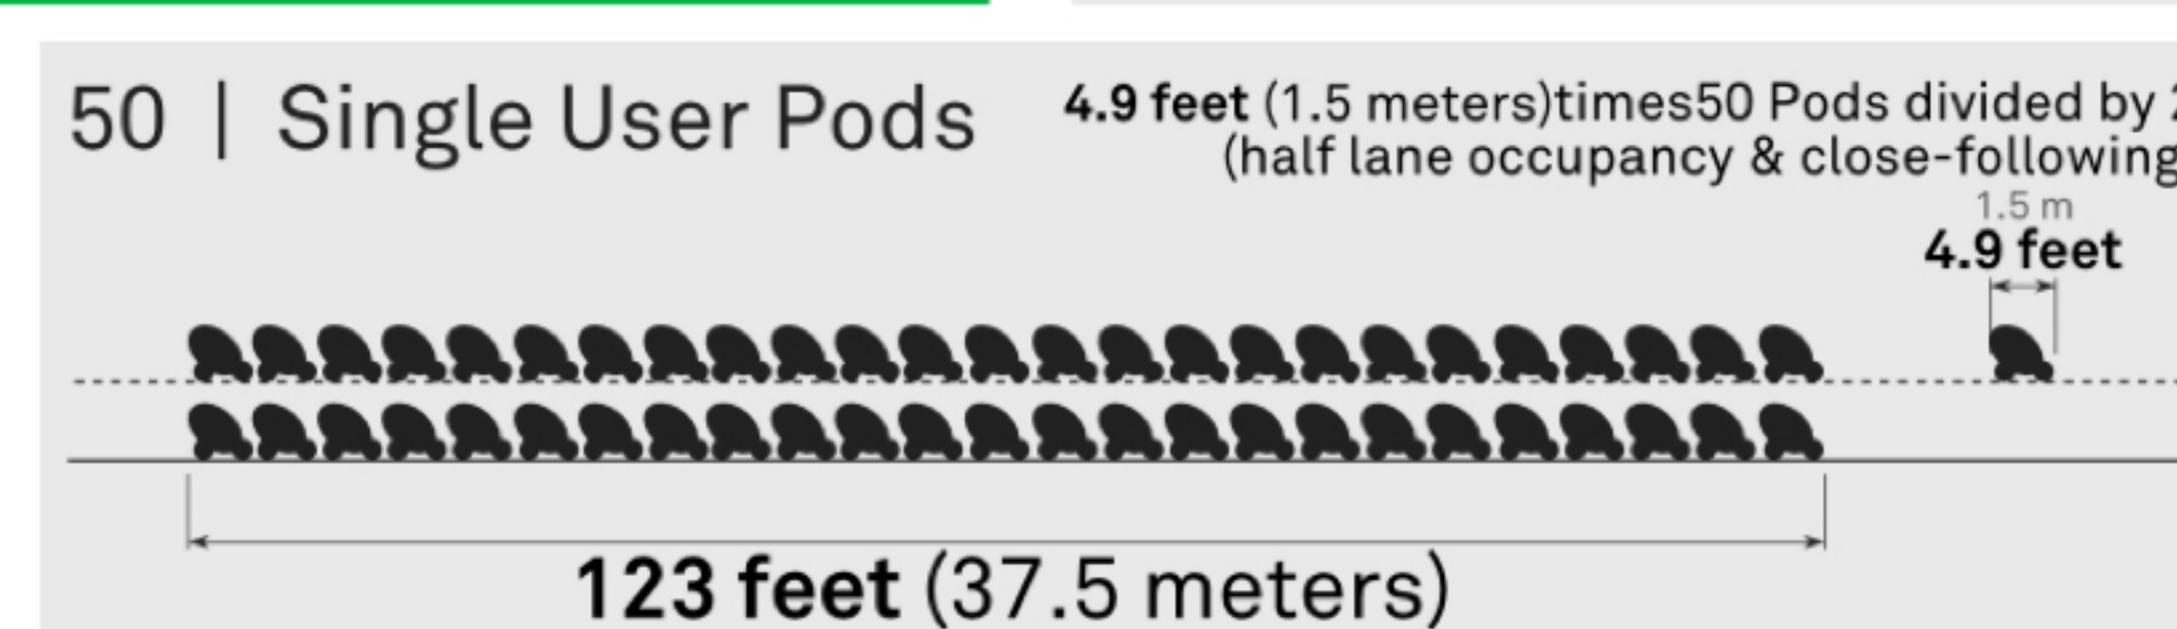 50 | Single User Pods
4.9 feet (1.5 meters)times50 Pods divided by
(half lane occupancy & close-following
1.5 m
4.9 feet
123 feet (37.5 meters)